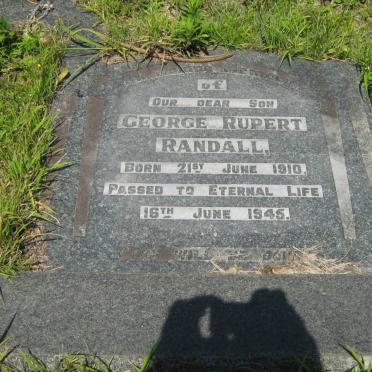 of
OUR DEAR SON
GEORGE RUPERT
RANDALL,
BORN 21ST JUNE 1910,
PASSED TO ETERNAL LIFE
16TH JUNE 1945.